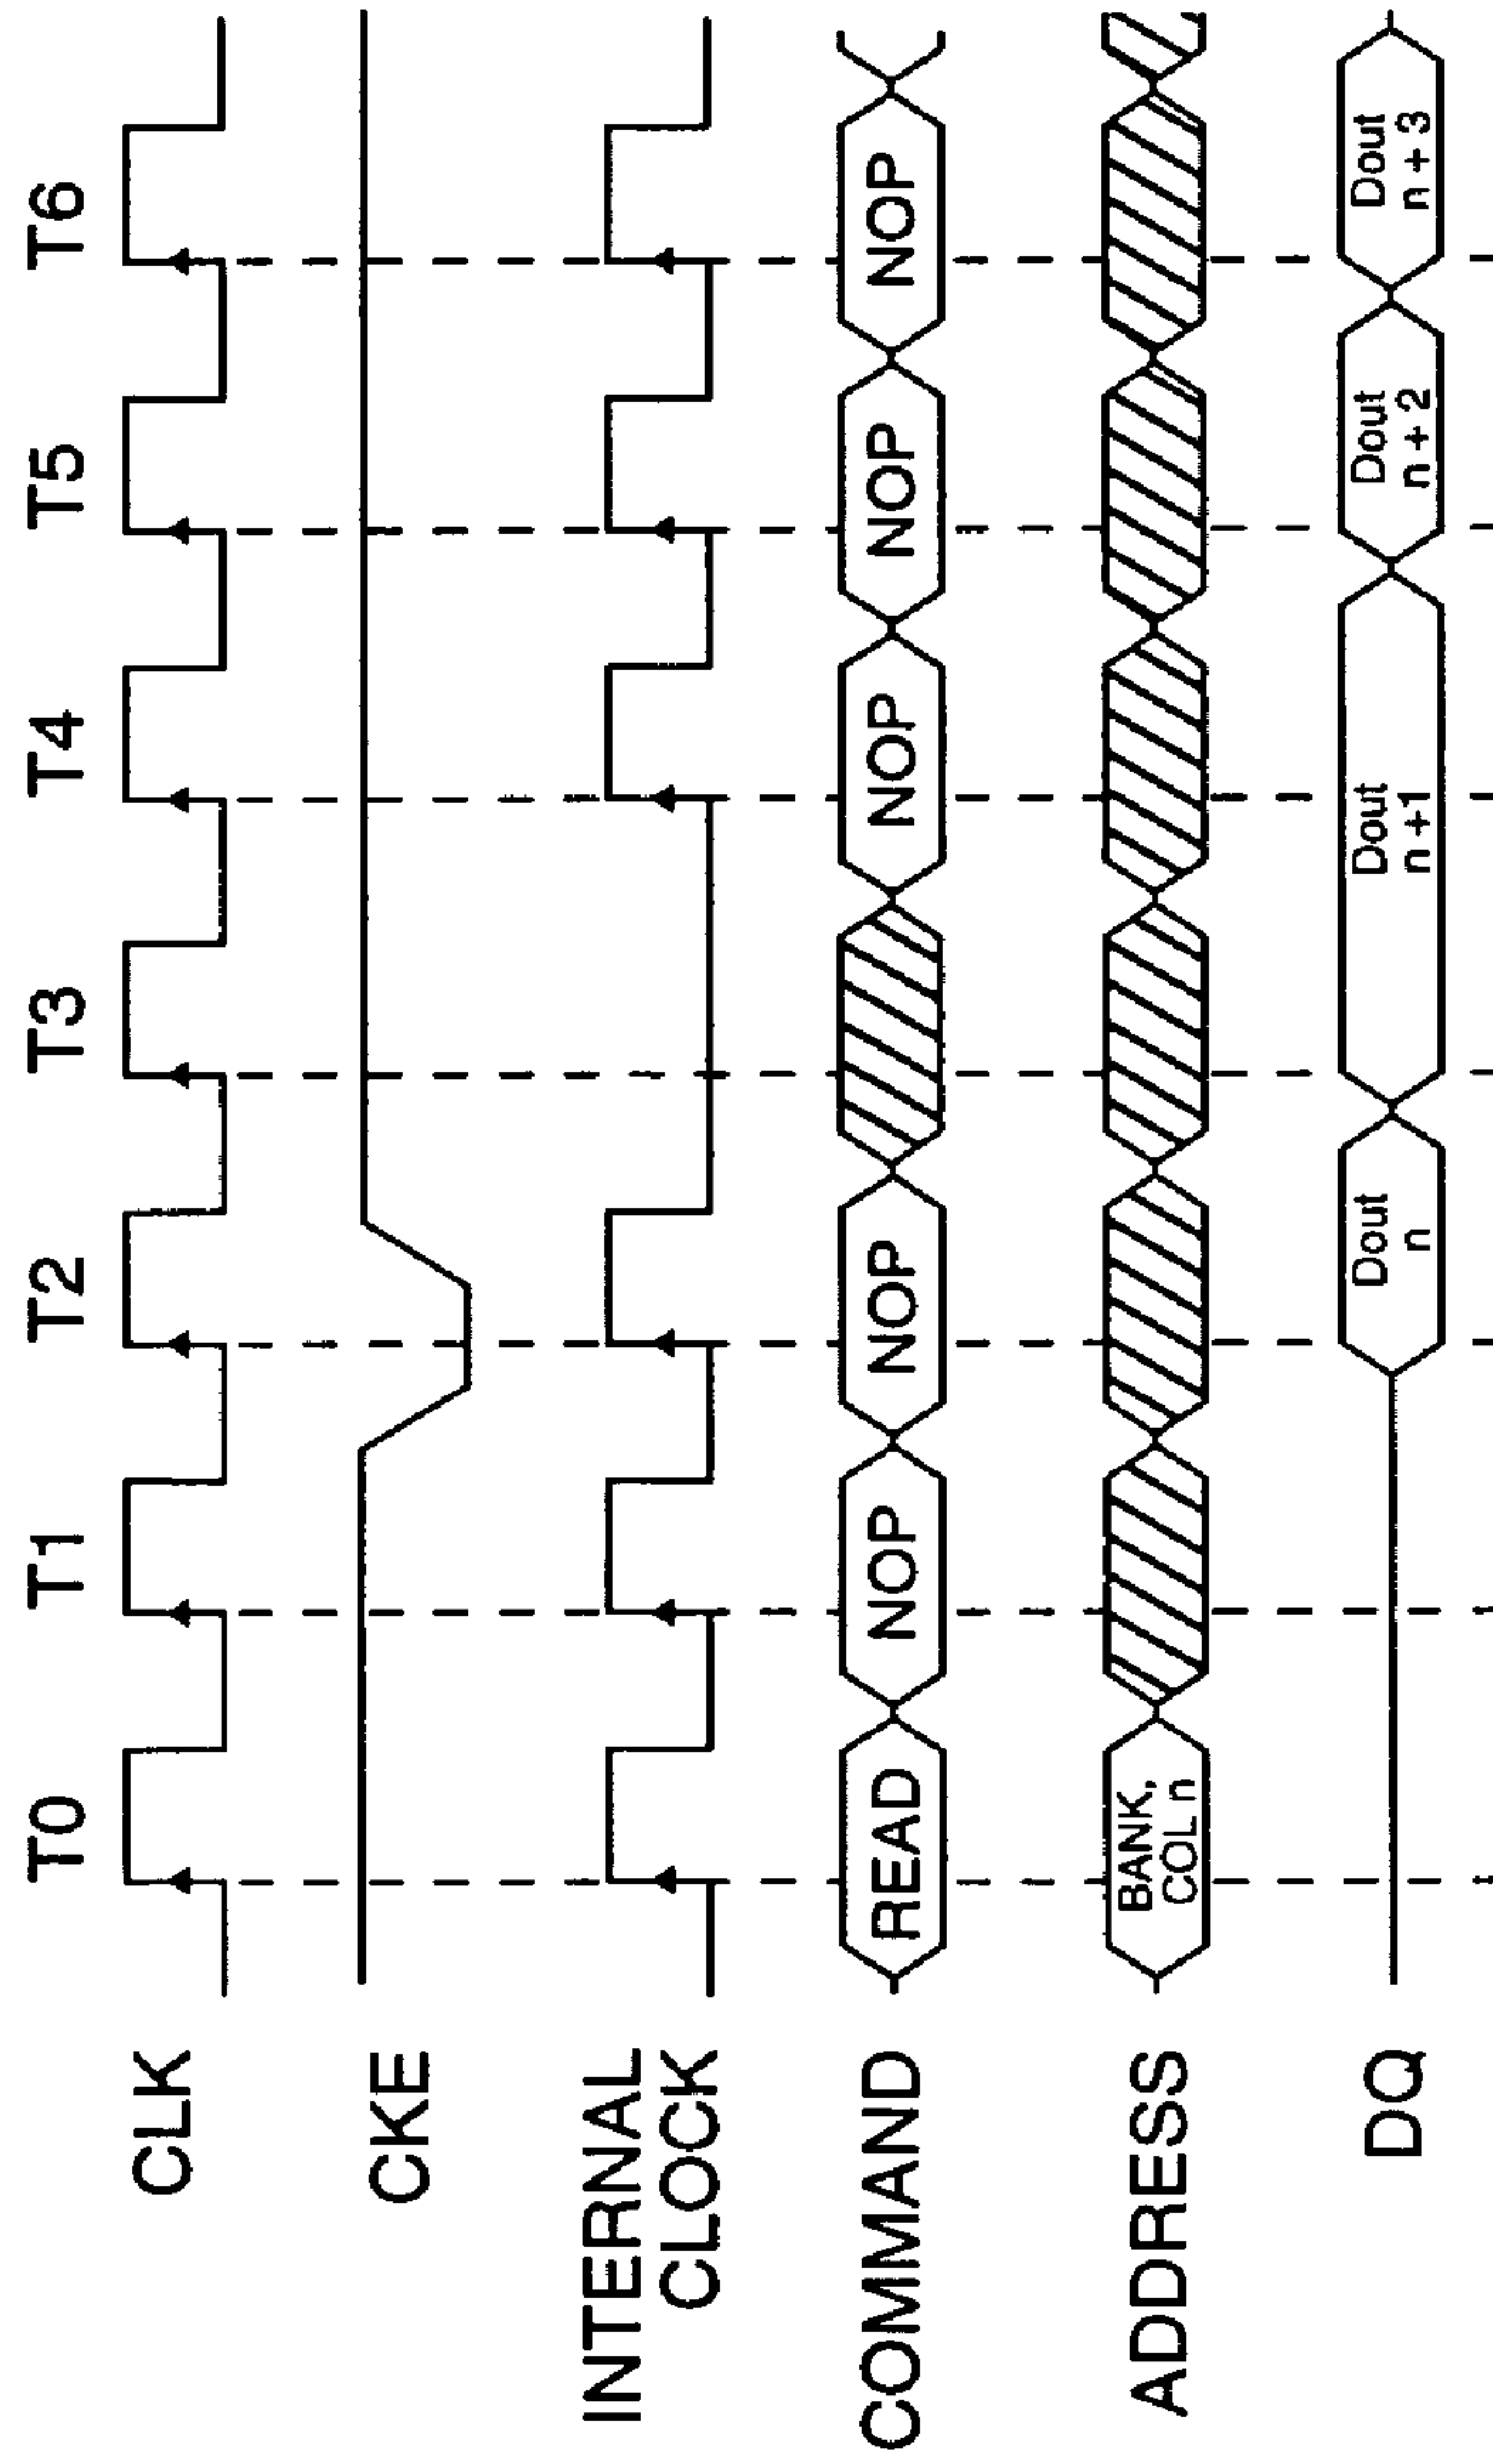 T0 T1 T2 T3 T4 T5 T6
CLK
CKE
INTERNAL
CLOCK
COMMAND READ NOP NOP NOP NOP NOP
ADDRESS
BANK,
COL n
DQ
Dout
n
Dout
n+1
Dout
n + 2
Dout
n + 3